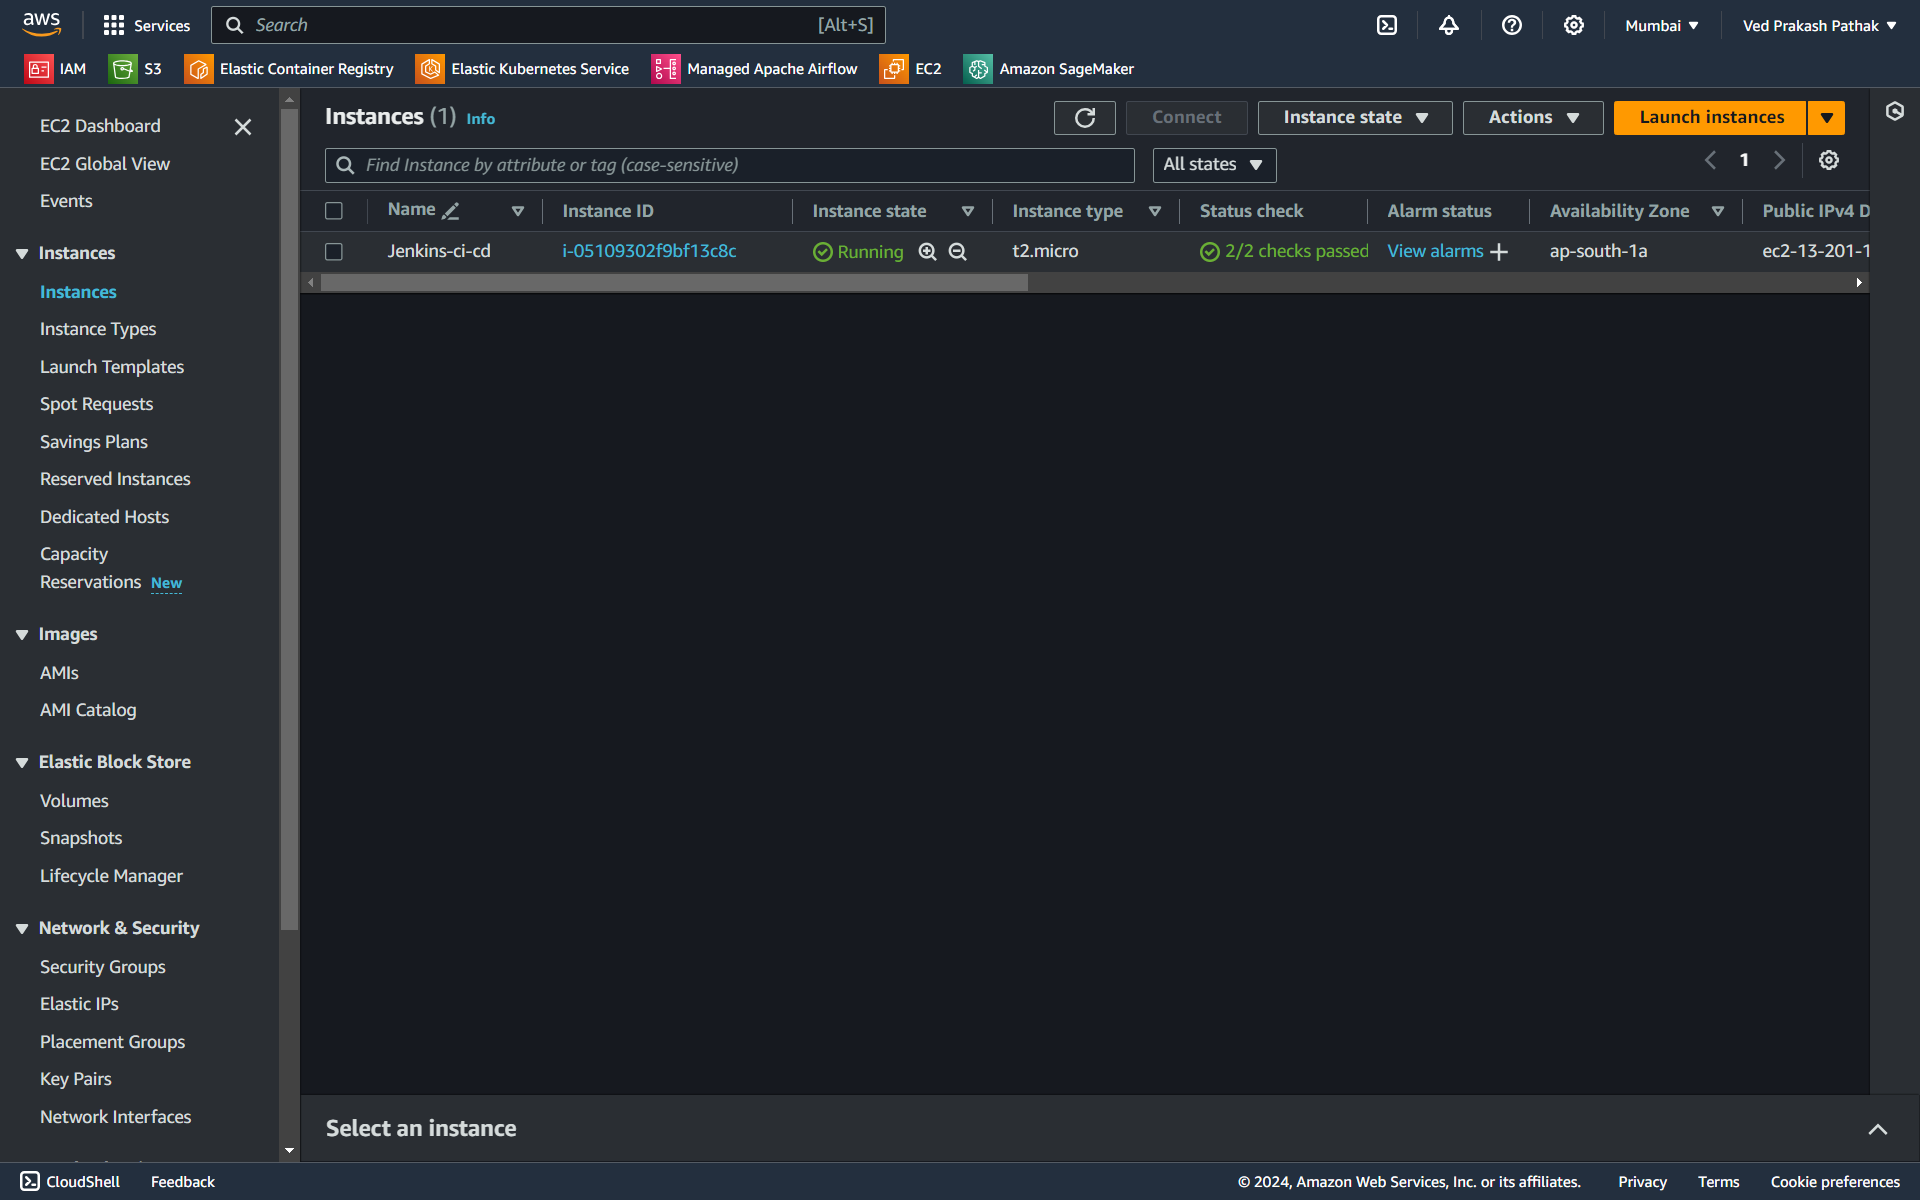 aws
Services
Search
[Alt+S]
Mumbai
Ved Prakash Pathak
IAM
S3
Elastic Container Registry
Elastic Kubernetes Service
Managed Apache Airflow
EC2
Amazon SageMaker
EC2 Dashboard
EC2 Global View
Events
Instances
Instances
Instance Types
Launch Templates
Spot Requests
Savings Plans
Reserved Instances
Dedicated Hosts
Capacity
Reservations New
Images
AMIs
AMI Catalog
Elastic Block Store
Volumes
Snapshots
Lifecycle Manager
Network & Security
Security Groups
Elastic IPs
Placement Groups
Key Pairs
Network Interfaces
Instances (1) Info
Connect
Instance state
Actions
Launch instances
Find Instance by attribute or tag (case-sensitive)
All states
1
Name
Instance ID
Instance state
Instance type
Status check
Alarm status
Availability Zone
Public IPv4 D
Jenkins-ci-cd
i-05109302f9bf13c8c
Running
t2.micro
2/2 checks passed
View alarms
ap-south-1a
ec2-13-201-1
Select an instance
CloudShell
Feedback
© 2024, Amazon Web Services, Inc. or its affiliates.
Privacy
Terms
Cookie preferences